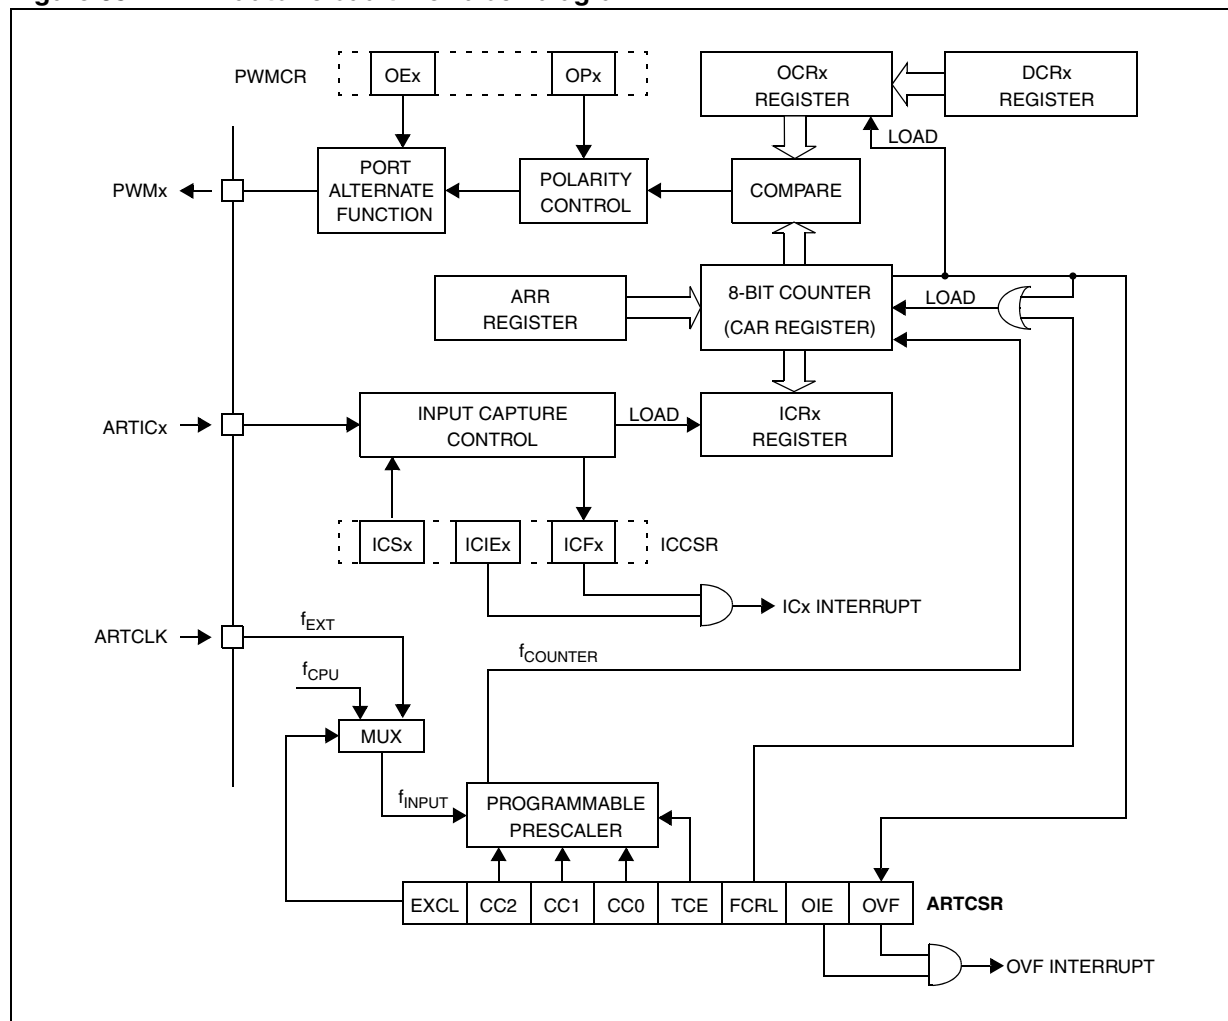 PWMCR
OEx
OPx
OCRx
REGISTER
DCRx
REGISTER
LOAD
PWMx
PORT
ALTERNATE
FUNCTION
POLARITY
CONTROL
COMPARE
ARR
REGISTER
8-BIT COUNTER
(CAR REGISTER)
LOAD
ARTICx
INPUT CAPTURE
CONTROL
LOAD
ICRx
REGISTER
ICSx
ICIEx
ICFx
ICCSR
ICx INTERRUPT
ARTCLK
fEXT
fCPU
fCOUNTER
MUX
fINPUT
PROGRAMMABLE
PRESCALER
EXCL
CC2
CC1
CC0
TCE
FCRL
OIE
OVF
ARTCSR
OVF INTERRUPT